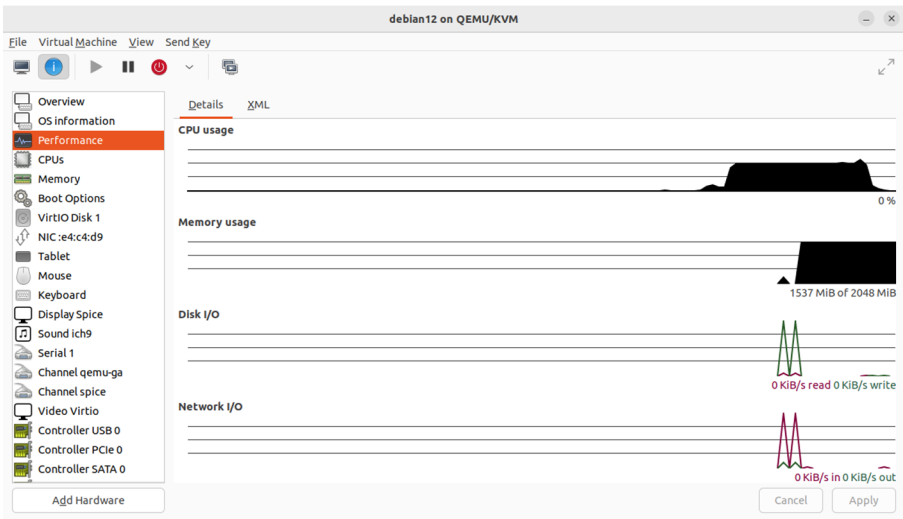 debian12 on QEMU/KVM
File Virtual Machine View Send Key
Overview
OS information
Performance
CPUs
Memory
Boot Options
VirtIO Disk 1
NIC :e4:c4:d9
Tablet
Mouse
Keyboard
Display Spice
Sound ich9
Serial 1
Channel qemu-ga
Channel spice
Video Virtio
Controller USB 0
Controller PCIe 0
Controller SATA 0
Add Hardware
Details XML
CPU usage
0 %
Memory usage
1537 MiB of 2048 MiB
Disk I/O
0 KiB/s read 0 KiB/s write
Network I/O
0 KiB/s in 0 KiB/s out
Cancel Apply